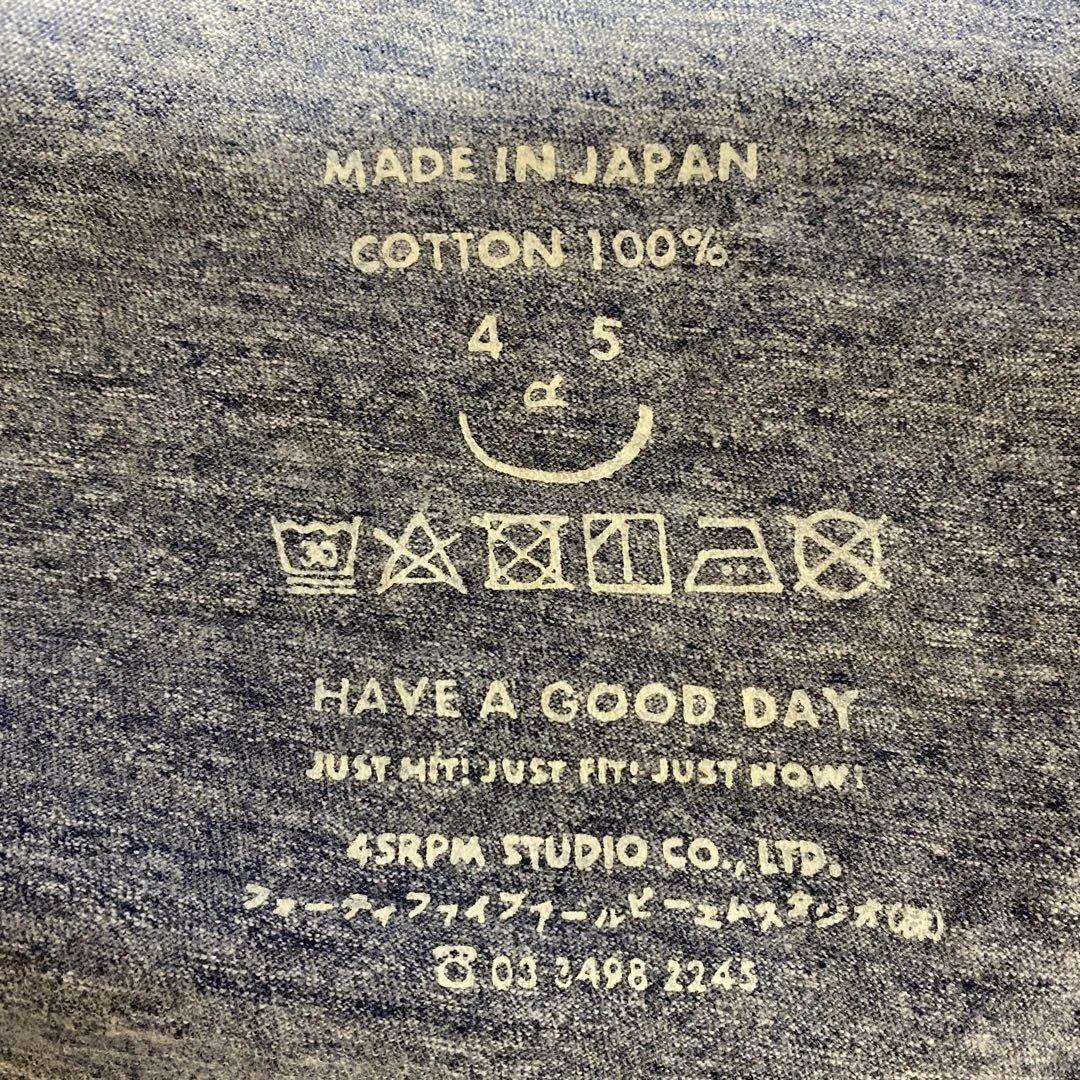 MADE IN JAPAN
COTTON 100%
4 5
R
30
HAVE A GOOD DAY
JUST MIT! JUST FIT! JUST NOW!
45RPM STUDIO CO., LTD.
フォーティファイブアールピーエムスタジオ(株)
☎ 03 3498 2245